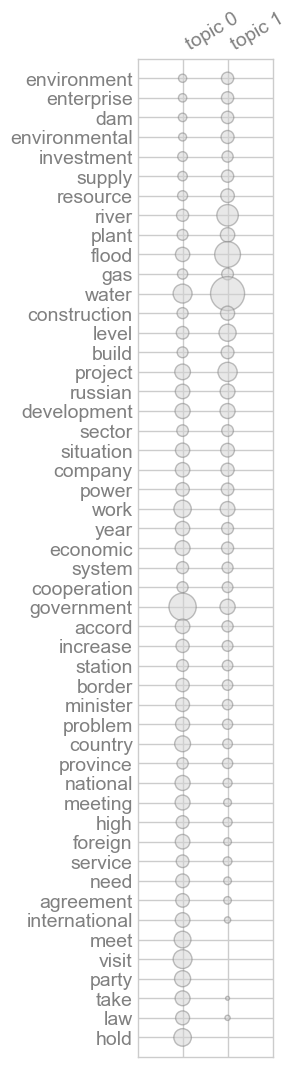 topic 0
topic 1
environment
enterprise
dam
environmental
investment
supply
resource
river
plant
flood
gas
water
construction
level
build
project
russian
development
sector
situation
company
power
work
year
economic
system
cooperation
government
accord
increase
station
border
minister
problem
country
province
national
meeting
high
foreign
service
need
agreement
international
meet
visit
party
take
law
hold